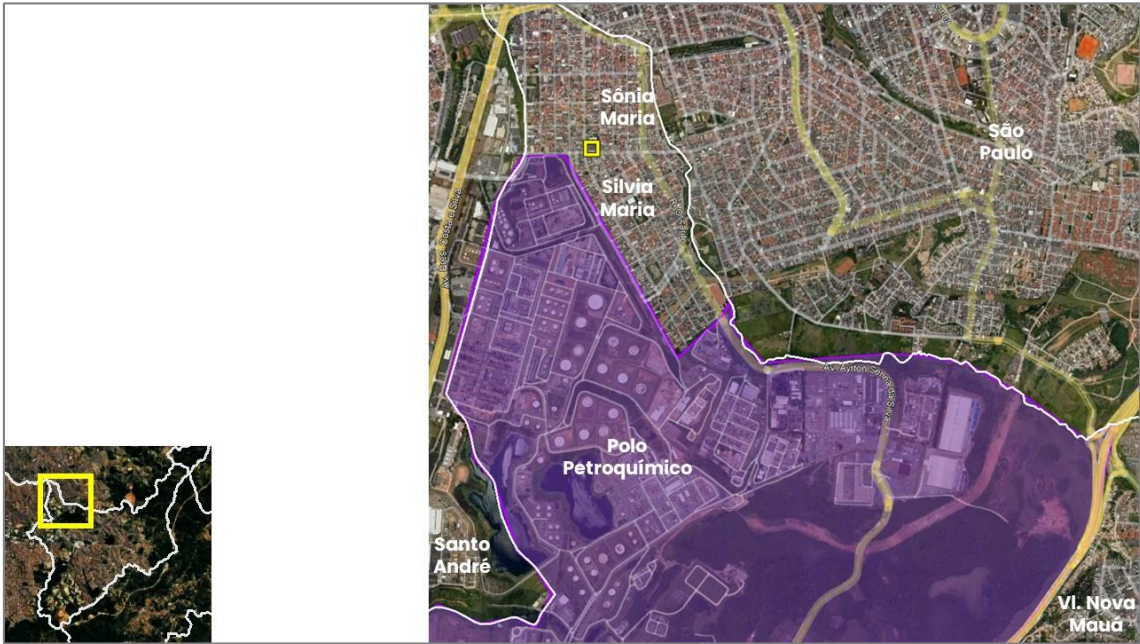 Sônia
Maria
São
Paulo
Silvia
Maria
Av. Ayrton Senna da Silva
Polo
Petroquímico
Santo
André
Vl. Nova
Mauá